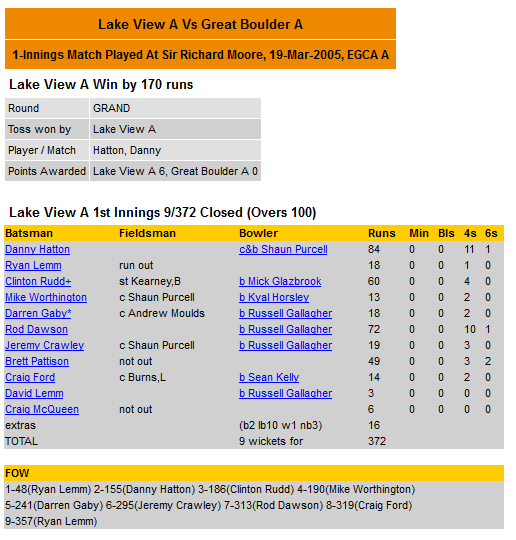 Lake View A Vs Great Boulder A
1-Innings Match Played At Sir Richard Moore, 19-Mar-2005, EGCA A
Lake View A Win by 170 runs
Round GRAND
Toss won by Lake View A
Player / Match Hatton, Danny
Points Awarded Lake View A 6, Great Boulder A 0
Lake View A 1st Innings 9/372 Closed (Overs 100)
Batsman Fieldsman Bowler Runs Min Bls 4s 6s
Danny Hatton c&b Shaun Purcell 84 0 0 11 1
Ryan Lemm run out 18 0 0 1 0
Clinton Rudd+ st Kearney,B b Mick Glazbrook 60 0 0 4 0
Mike Worthington c Shaun Purcell b Kyal Horsley 13 0 0 2 0
Darren Gaby* c Andrew Moulds b Russell Gallagher 18 0 0 2 0
Rod Dawson b Russell Gallagher 72 0 0 10 1
Jeremy Crawley c Shaun Purcell b Russell Gallagher 19 0 0 3 0
Brett Pattison not out 49 0 0 3 2
Craig Ford c Burns,L b Sean Kelly 14 0 0 2 0
David Lemm b Russell Gallagher 3 0 0 0 0
Craig McQueen not out 6 0 0 0 0
extras (b2 lb10 w1 nb3) 16
TOTAL 9 wickets for 372
FOW
1-48(Ryan Lemm) 2-155(Danny Hatton) 3-186(Clinton Rudd) 4-190(Mike Worthington)
5-241(Darren Gaby) 6-295(Jeremy Crawley) 7-313(Rod Dawson) 8-319(Craig Ford)
9-357(Ryan Lemm)